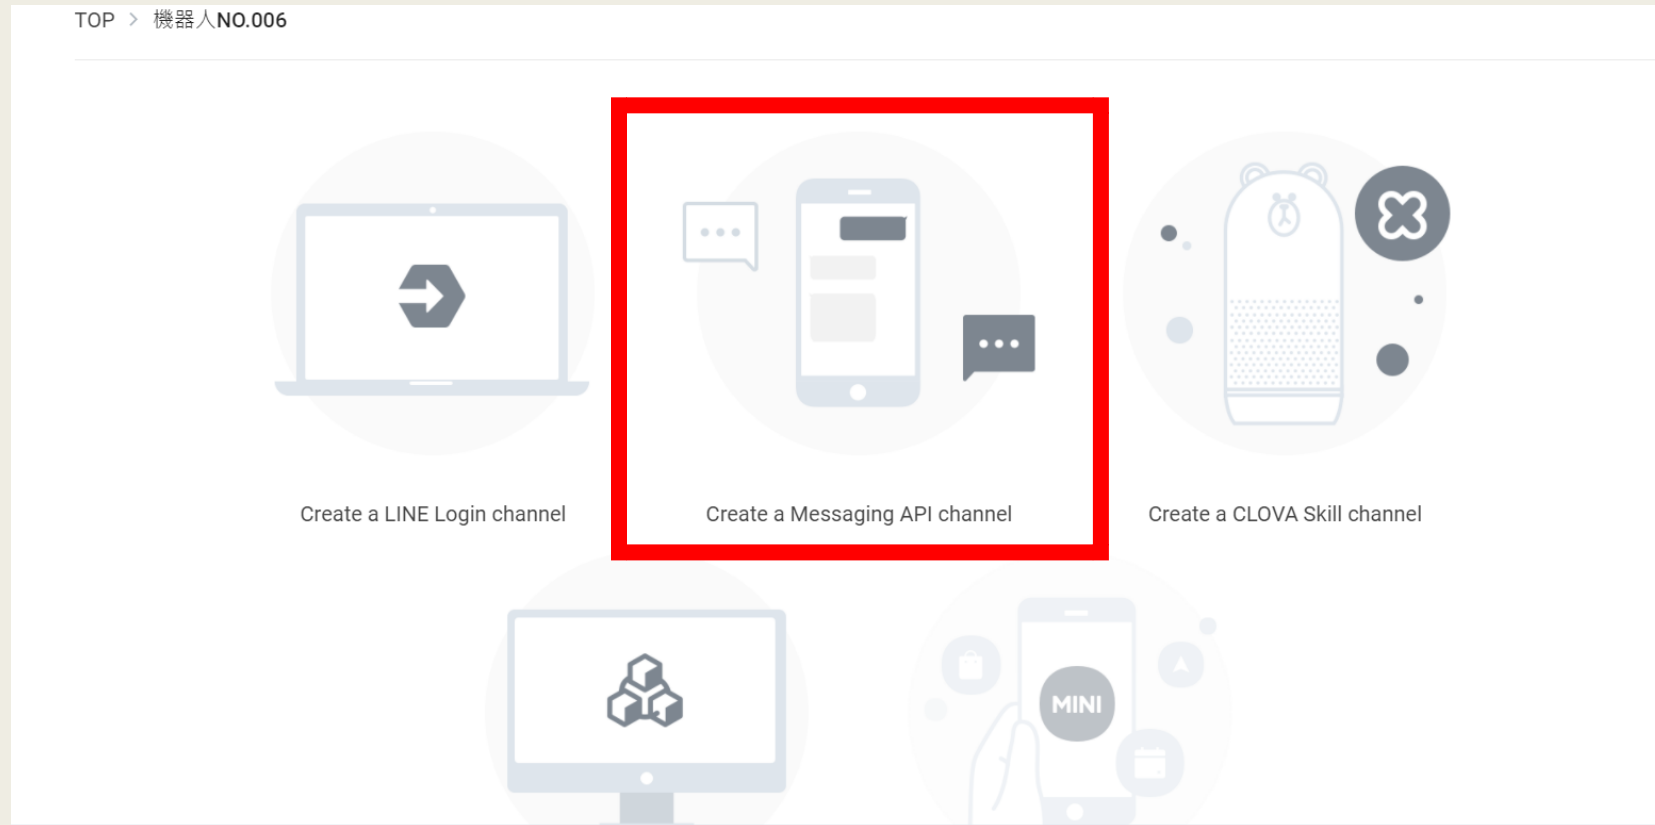 TOP > 機器人NO.006
Create a LINE Login channel
Create a Messaging API channel
Create a CLOVA Skill channel
MINI